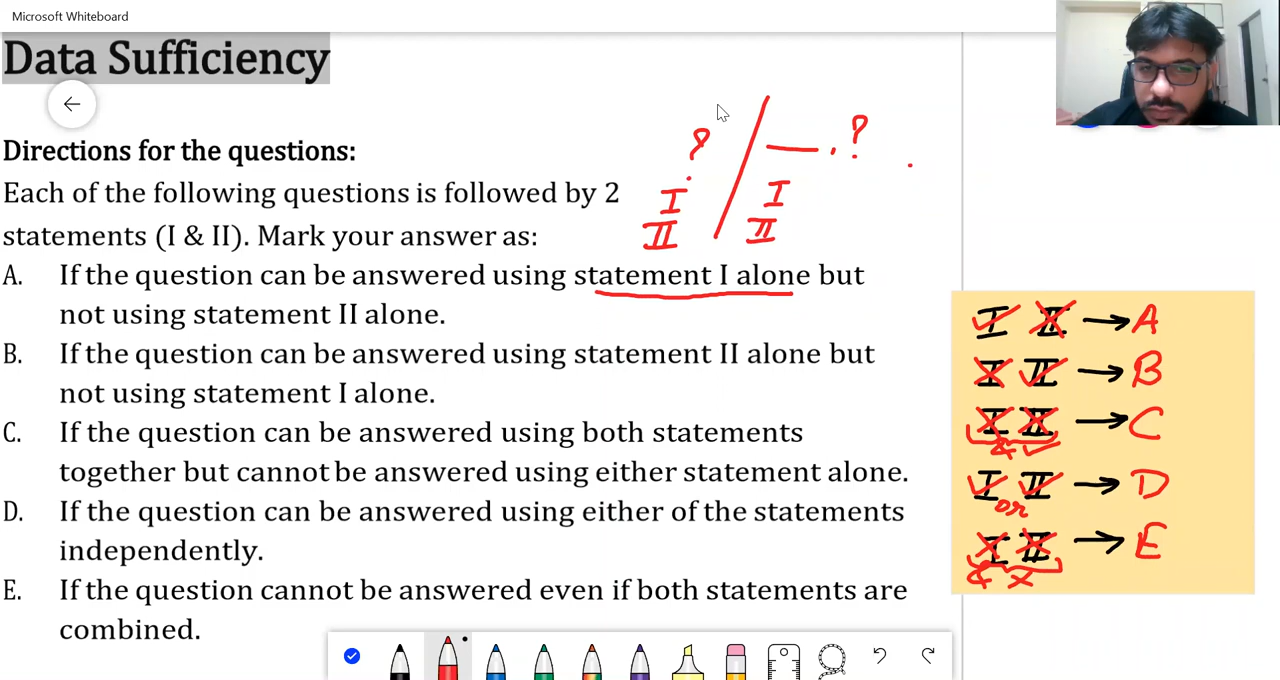 Microsoft Whiteboard
Data Sufficiency
Directions for the questions:
Each of the following questions is followed by 2
statements (I & II). Mark your answer as:
A. If the question can be answered using statement I alone but
not using statement II alone.
B. If the question can be answered using statement II alone but
not using statement I alone.
C. If the question can be answered using both statements
together but cannot be answered using either statement alone.
D. If the question can be answered using either of the statements
independently.
E. If the question cannot be answered even if both statements are
combined.
? .?
I I
II II
I II → A
I II → B
I II → C
&
I II → D
or
I II → E
&